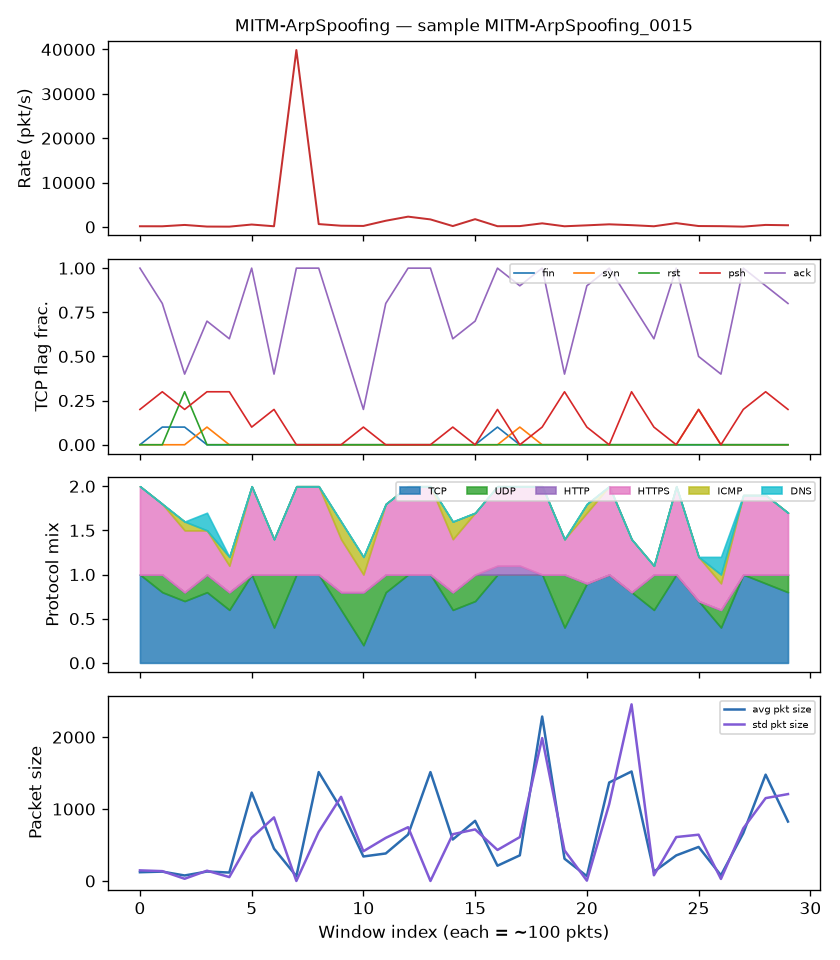 MITM-ArpSpoofing — sample MITM-ArpSpoofing_0015
40000
30000
20000
10000
0
Rate (pkt/s)
1.00
0.75
0.50
0.25
0.00
TCP flag frac.
fin syn rst psh ack
2.0
1.5
1.0
0.5
0.0
Protocol mix
TCP UDP HTTP HTTPS ICMP DNS
2000
1000
0
Packet size
avg pkt size
std pkt size
0 5 10 15 20 25 30
Window index (each = ~100 pkts)